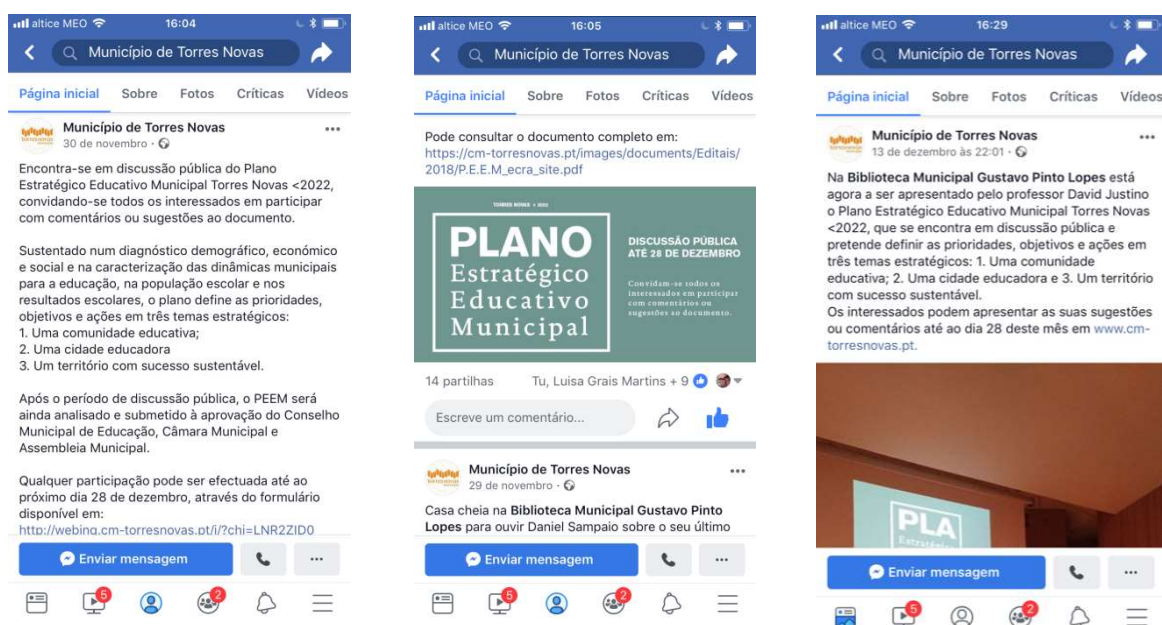 altice MEO 16:04
Município de Torres Novas
Página inicial Sobre Fotos Críticas Vídeos
Município de Torres Novas
30 de novembro ·
Encontra-se em discussão pública do Plano
Estratégico Educativo Municipal Torres Novas <2022,
convidando-se todos os interessados em participar
com comentários ou sugestões ao documento.
Sustentado num diagnóstico demográfico, económico
e social e na caracterização das dinâmicas municipais
para a educação, na população escolar e nos
resultados escolares, o plano define as prioridades,
objetivos e ações em três temas estratégicos:
1. Uma comunidade educativa;
2. Uma cidade educadora
3. Um território com sucesso sustentável.
Após o período de discussão pública, o PEEM será
ainda analisado e submetido à aprovação do Conselho
Municipal de Educação, Câmara Municipal e
Assembleia Municipal.
Qualquer participação pode ser efectuada até ao
próximo dia 28 de dezembro, através do formulário
disponível em:
http://webinq.cm-torresnovas.pt/i/?chi=LNR2ZID0
Enviar mensagem
5
2
altice MEO 16:05
Município de Torres Novas
Página inicial Sobre Fotos Críticas Vídeos
Pode consultar o documento completo em:
https://cm-torresnovas.pt/images/documents/Editais/
2018/P.E.E.M_ecra_site.pdf
TORRES NOVAS < 2022
PLANO
Estratégico
Educativo
Municipal
DISCUSSÃO PÚBLICA
ATÉ 28 DE DEZEMBRO
Convidam-se todos os
interessados em participar
com comentários ou
sugestões ao documento.
14 partilhas Tu, Luisa Grais Martins + 9
Escreve um comentário...
Município de Torres Novas
29 de novembro ·
Casa cheia na Biblioteca Municipal Gustavo Pinto
Lopes para ouvir Daniel Sampaio sobre o seu último
Enviar mensagem
5
2
altice MEO 16:29
Município de Torres Novas
Página inicial Sobre Fotos Críticas Vídeos
Município de Torres Novas
13 de dezembro às 22:01 ·
Na Biblioteca Municipal Gustavo Pinto Lopes está
agora a ser apresentado pelo professor David Justino
o Plano Estratégico Educativo Municipal Torres Novas
<2022, que se encontra em discussão pública e
pretende definir as prioridades, objetivos e ações em
três temas estratégicos: 1. Uma comunidade
educativa; 2. Uma cidade educadora e 3. Um território
com sucesso sustentável.
Os interessados podem apresentar as suas sugestões
ou comentários até ao dia 28 deste mês em www.cm-
torresnovas.pt.
PLA
Enviar mensagem
5
2